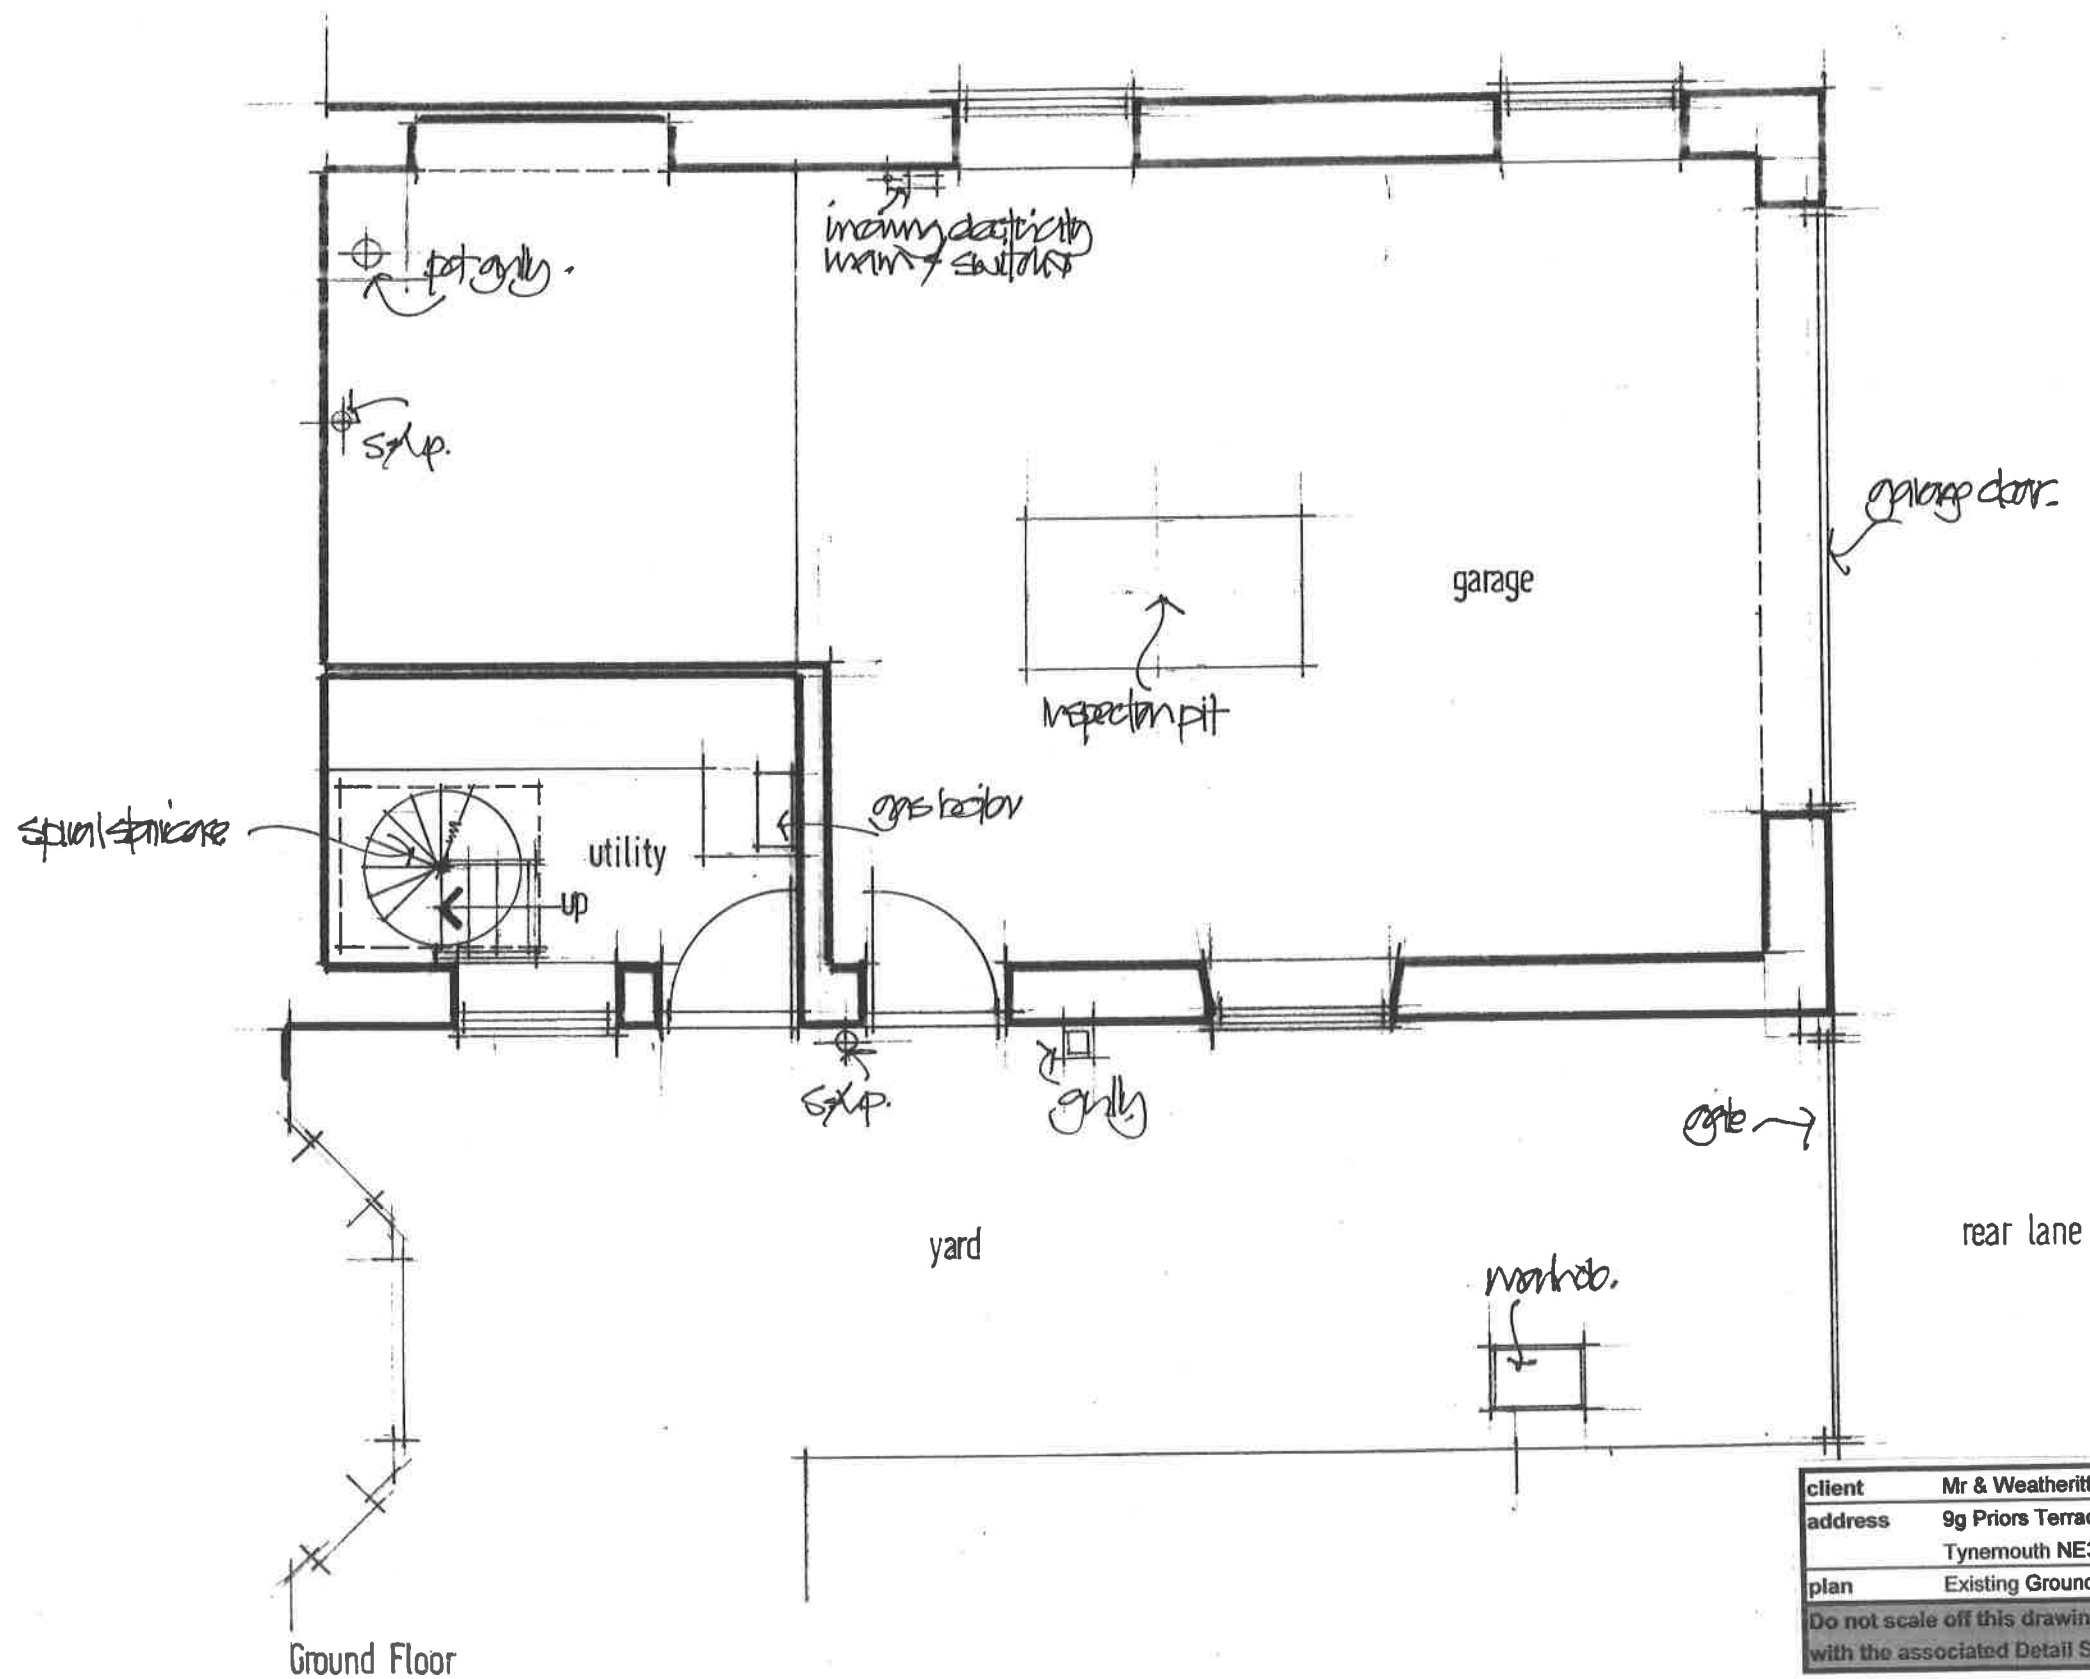 incoming electricity
main & switches
pot gully.
s&vp.
garage door.
garage
inspection pit
gas boiler
spiral staircase
utility
up
s&vp.
gully
gate
yard
rear lane
manhole.
client Mr & Weatheritt
address 9g Priors Terrac
Tynemouth NE3
plan Existing Ground
Do not scale off this drawin
with the associated Detail S
Ground Floor